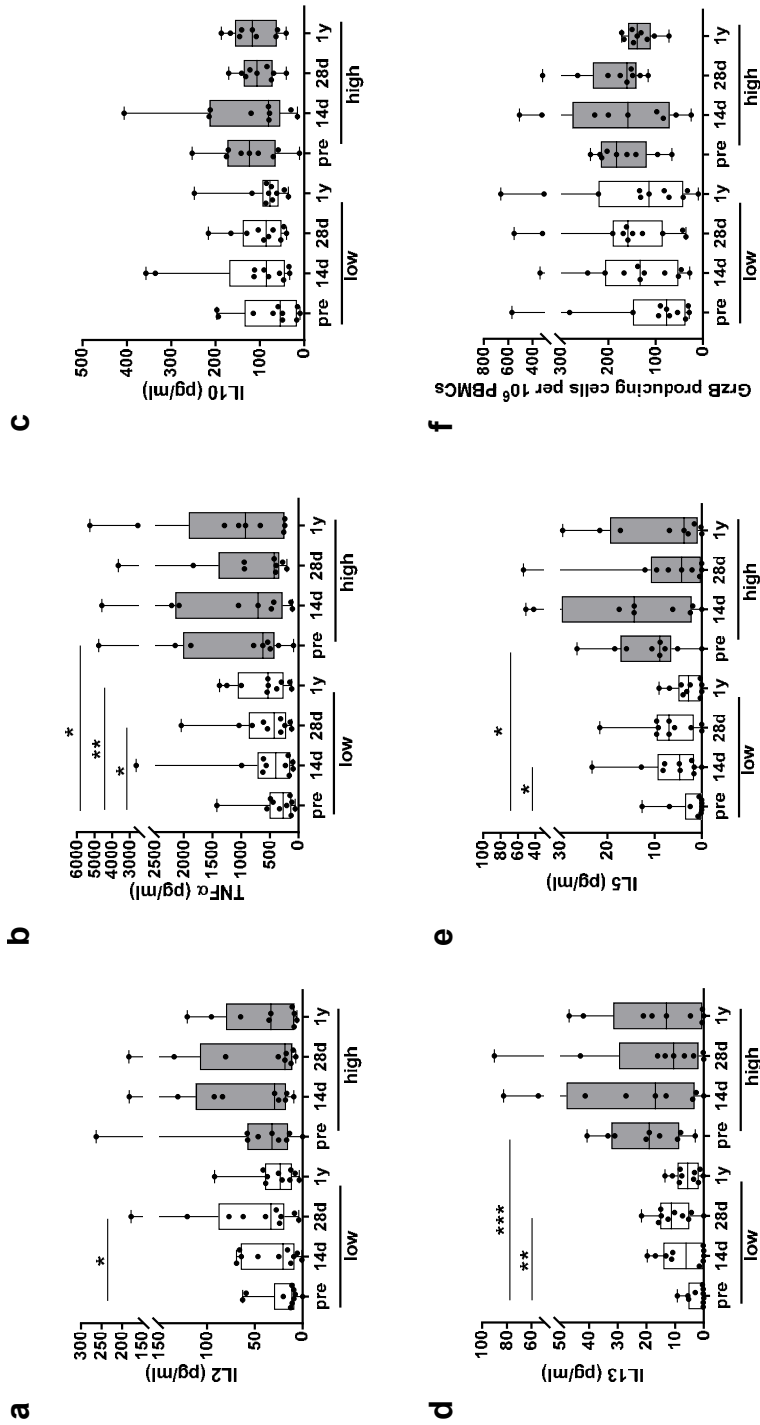 a
IL2 (pg/ml)
300
250
200
150
150
100
50
0
*
pre 14d 28d 1y pre 14d 28d 1y
low high
b
TNFα (pg/ml)
6000
5000
4000
3000
2500
2000
1500
1000
500
0
*
**
*
pre 14d 28d 1y pre 14d 28d 1y
low high
c
IL10 (pg/ml)
500
400
300
200
100
0
pre 14d 28d 1y pre 14d 28d 1y
low high
d
IL13 (pg/ml)
100
80
60
50
40
30
20
10
0
***
**
pre 14d 28d 1y pre 14d 28d 1y
low high
e
IL5 (pg/ml)
100
80
60
40
30
20
10
0
*
*
pre 14d 28d 1y pre 14d 28d 1y
low high
f
GrzB producing cells per 10⁶ PBMCs
800
600
400
300
200
100
0
pre 14d 28d 1y pre 14d 28d 1y
low high